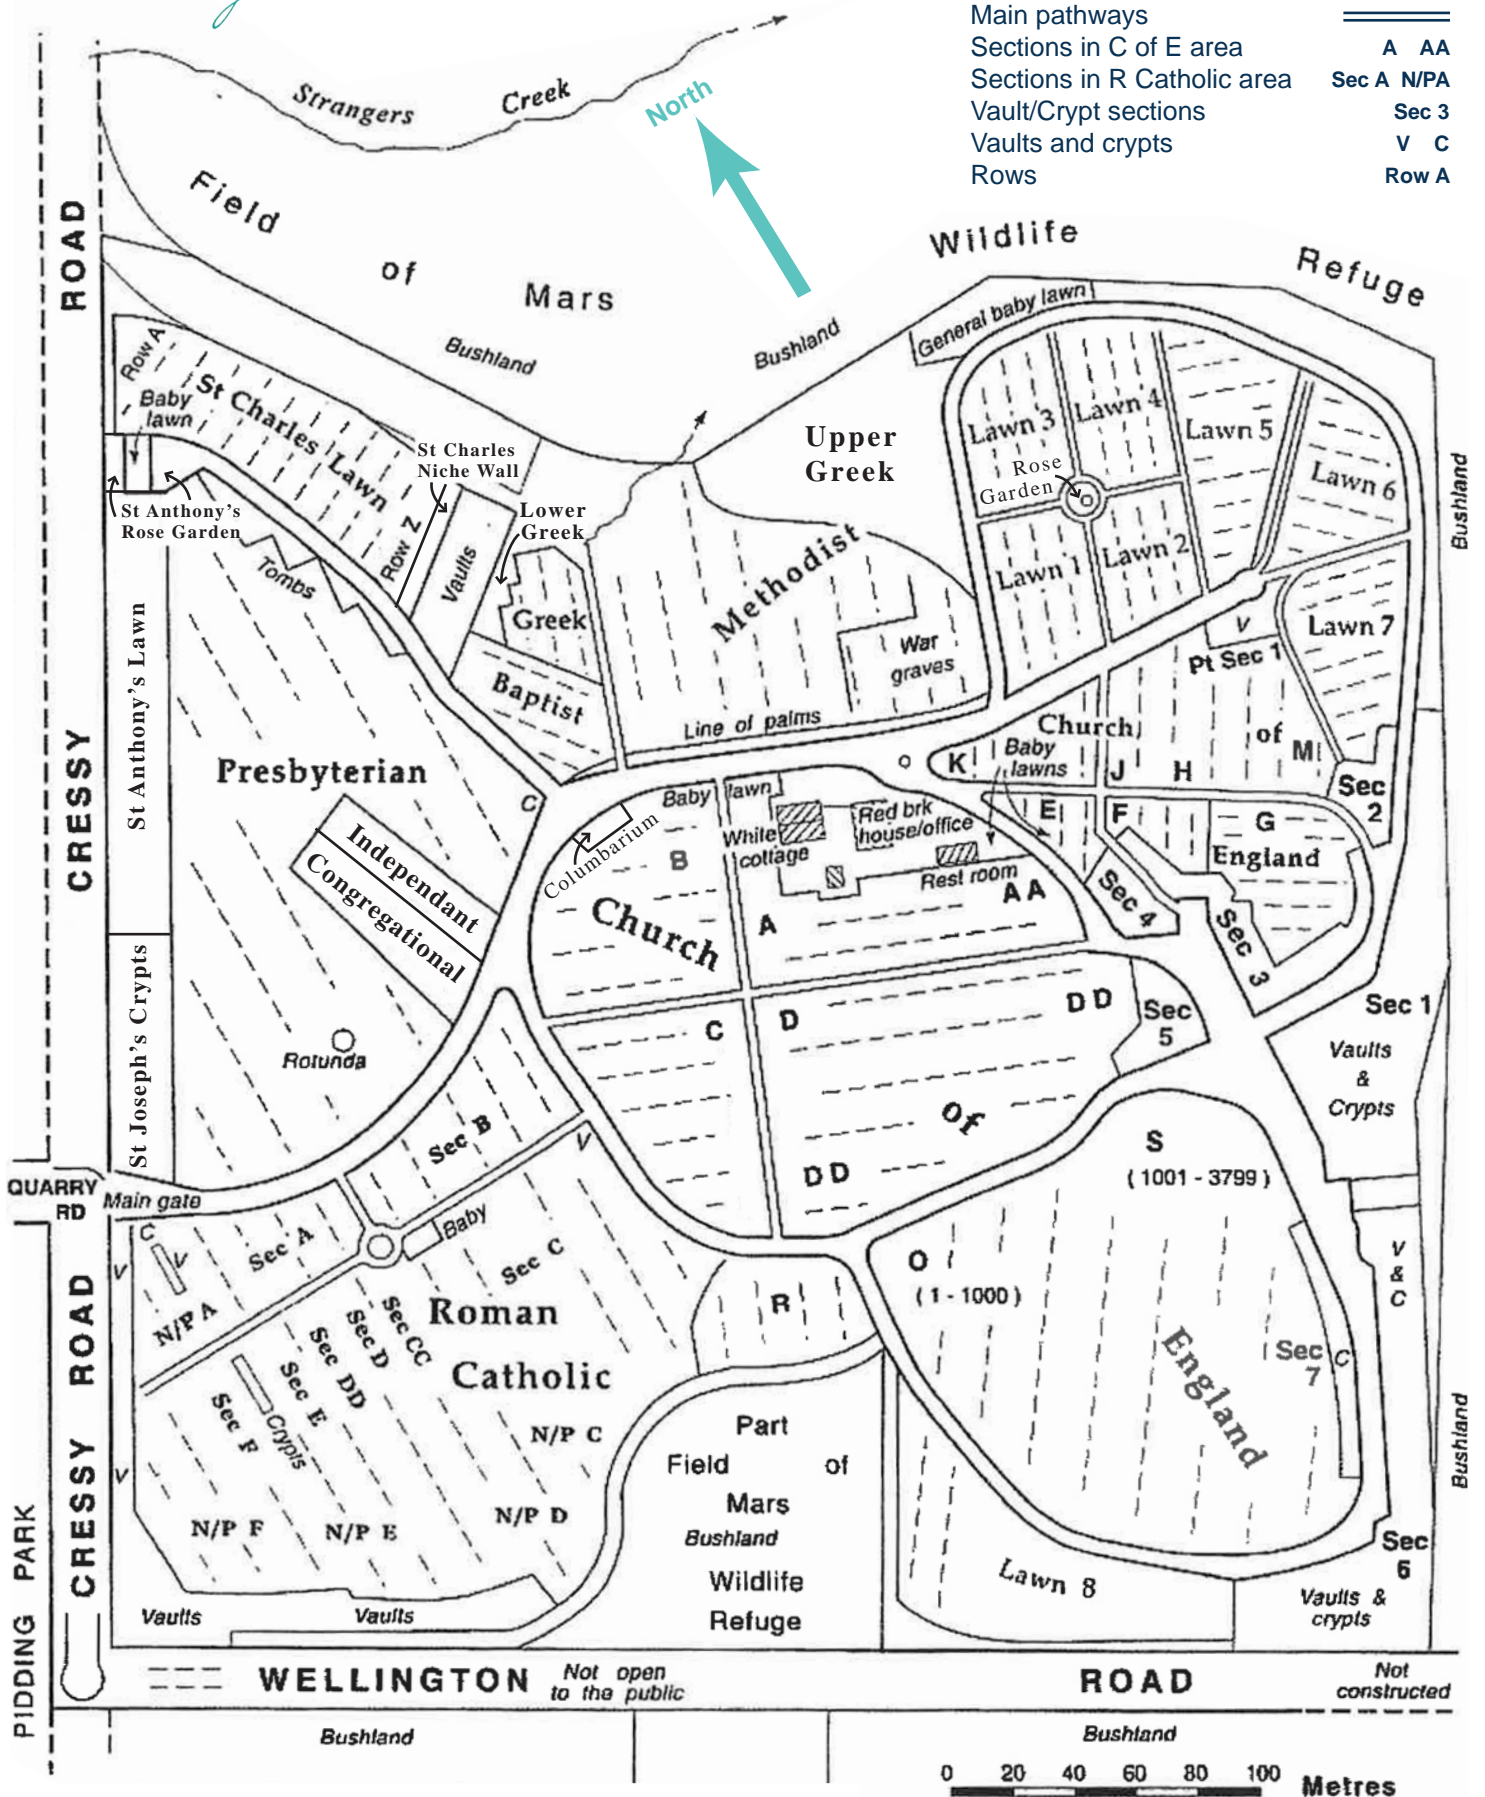 Main pathways
Sections in C of E area A AA
Sections in R Catholic area Sec A N/PA
Vault/Crypt sections Sec 3
Vaults and crypts V C
Rows Row A
North
Strangers Creek
Field of Mars
Wildlife Refuge
Bushland
Bushland
General baby lawn
ROAD
Row A
Baby
lawn
St Charles Lawn
St Charles
Niche Wall
Row Z
Vaults
Lower
Greek
Upper
Greek
St Anthony's
Rose Garden
Tombs
Greek
Baptist
Methodist
War
graves
Line of palms
Lawn 3
Lawn 4
Lawn 5
Lawn 6
Rose
Garden
Lawn 1
Lawn 2
Lawn 7
Bushland
V
Pt Sec 1
Church
of
M
K
Baby
lawns
J
H
Sec
2
E
F
G
England
Sec 4
Sec 3
St Anthony's Lawn
CRESSY
Presbyterian
C
Independant
Congregational
Columbarium
Baby lawn
White
cottage
Red brk
house/office
Rest room
B
A
AA
Church
St Joseph's Crypts
Rotunda
C
D
DD
Sec
5
Sec 1
Vaults
&
Crypts
of
DD
QUARRY
RD
Main gate
Sec B
V
S
(1001 - 3799)
C
V
V
Sec A
Baby
Sec C
N/P A
Roman
Catholic
Sec CC
Sec D
Sec DD
Sec E
Crypts
Sec F
V
R
O
(1 - 1000)
England
Sec
7
C
V
&
C
N/P C
N/P D
N/P E
N/P F
Part
Field of
Mars
Bushland
Wildlife
Refuge
Lawn 8
Sec
6
Vaults &
crypts
Bushland
Vaults
Vaults
CRESSY ROAD
PIDDING PARK
WELLINGTON ROAD
Not open
to the public
Not
constructed
Bushland
Bushland
0 20 40 60 80 100 Metres